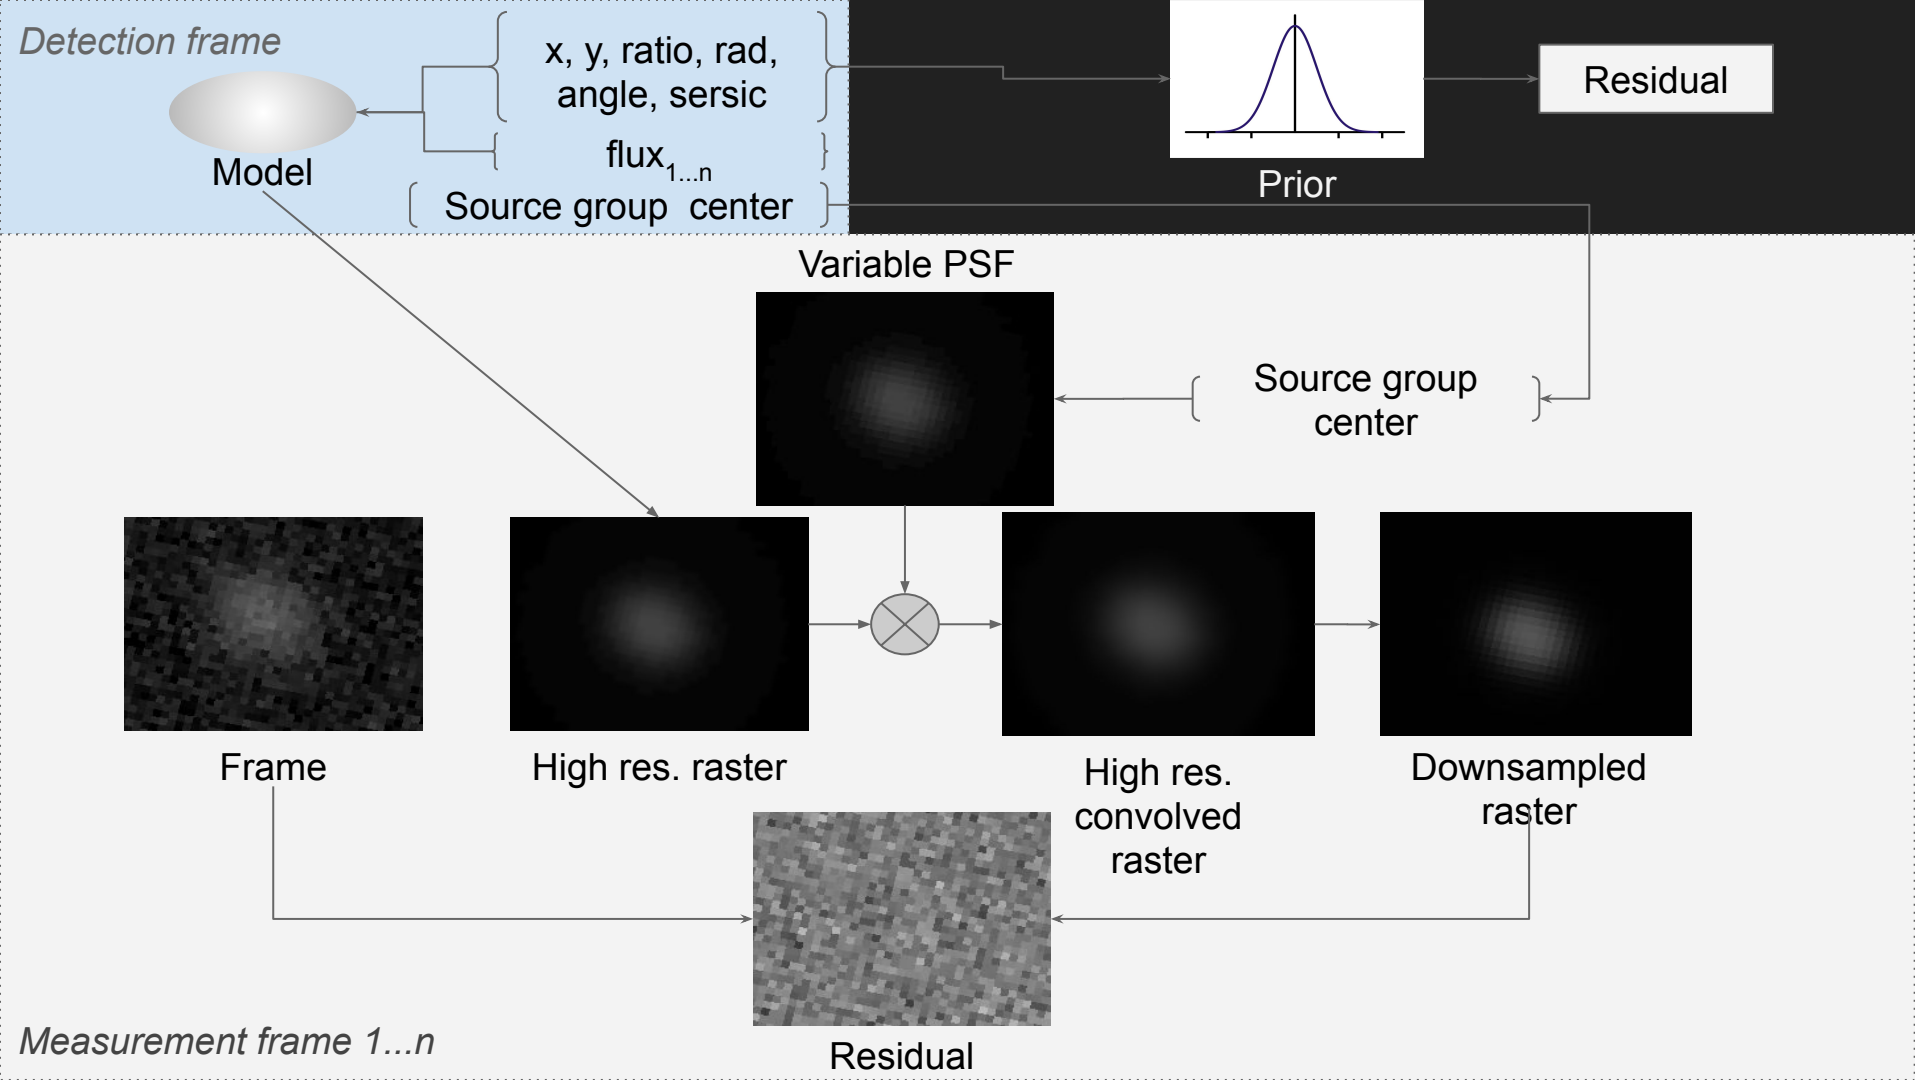 Detection frame
x, y, ratio, rad,
angle, sersic
Residual
flux1...n
Model
Prior
Source group center
Variable PSF
Source group
center
Frame
High res. raster
High res.
convolved
raster
Downsampled
raster
Measurement frame 1...n
Residual